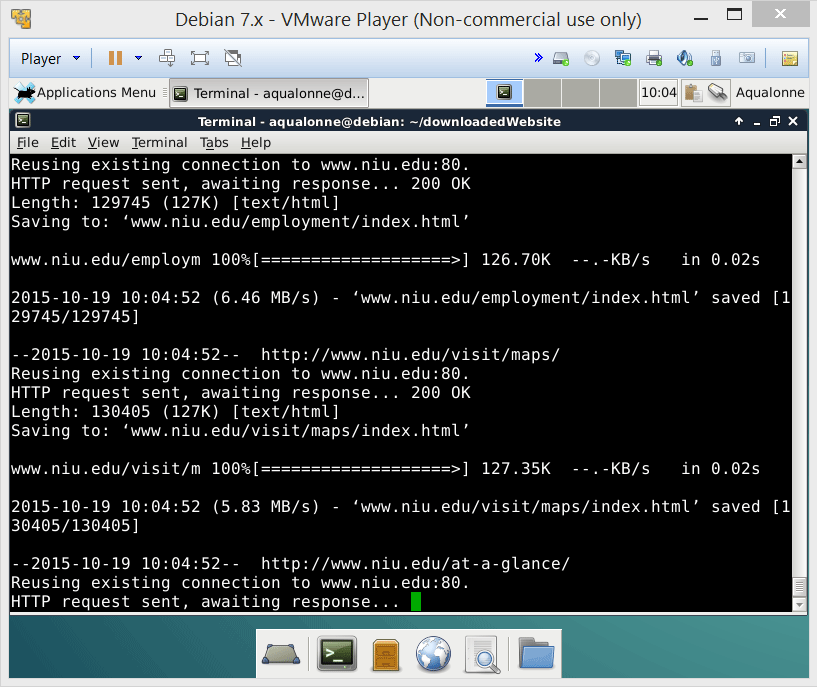 Debian 7.x - VMware Player (Non-commercial use only)
Player
Applications Menu Terminal - aqualonne@d... 10:04 Aqualonne
Terminal - aqualonne@debian: ~/downloadedWebsite
File Edit View Terminal Tabs Help
Reusing existing connection to www.niu.edu:80.
HTTP request sent, awaiting response... 200 OK
Length: 129745 (127K) [text/html]
Saving to: ‘www.niu.edu/employment/index.html’
www.niu.edu/employm 100%[===================>] 126.70K --.-KB/s in 0.02s
2015-10-19 10:04:52 (6.46 MB/s) - ‘www.niu.edu/employment/index.html’ saved [1
29745/129745]
--2015-10-19 10:04:52-- http://www.niu.edu/visit/maps/
Reusing existing connection to www.niu.edu:80.
HTTP request sent, awaiting response... 200 OK
Length: 130405 (127K) [text/html]
Saving to: ‘www.niu.edu/visit/maps/index.html’
www.niu.edu/visit/m 100%[===================>] 127.35K --.-KB/s in 0.02s
2015-10-19 10:04:52 (5.83 MB/s) - ‘www.niu.edu/visit/maps/index.html’ saved [1
30405/130405]
--2015-10-19 10:04:52-- http://www.niu.edu/at-a-glance/
Reusing existing connection to www.niu.edu:80.
HTTP request sent, awaiting response...